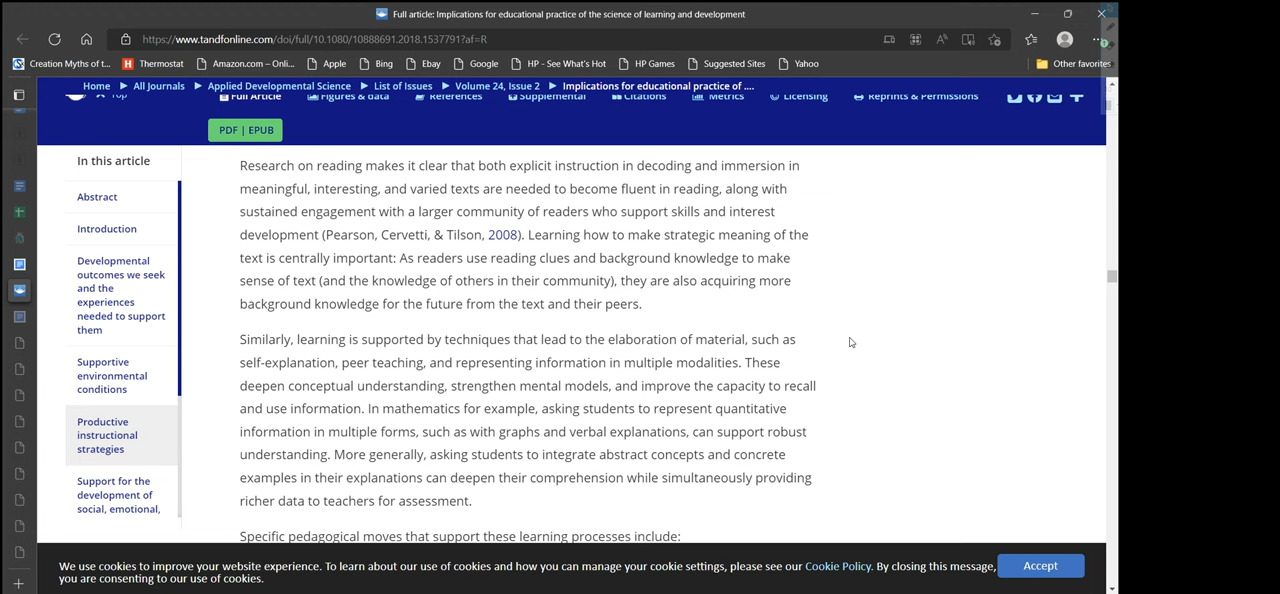 Full article: Implications for educational practice of the science of learning and development
https://www.tandfonline.com/doi/full/10.1080/10888691.2018.1537791?af=R
Creation Myths of t... Thermostat Amazon.com – Onli... Apple Bing Ebay Google HP - See What's Hot HP Games Suggested Sites Yahoo Other favorites
Home All Journals Applied Developmental Science List of Issues Volume 24, Issue 2 Implications for educational practice of ....
Top Full Article Figures & data References Supplemental Citations Metrics Licensing Reprints & Permissions
PDF | EPUB
In this article
Abstract
Introduction
Developmental
outcomes we seek
and the
experiences
needed to support
them
Supportive
environmental
conditions
Productive
instructional
strategies
Support for the
development of
social, emotional,
Research on reading makes it clear that both explicit instruction in decoding and immersion in
meaningful, interesting, and varied texts are needed to become fluent in reading, along with
sustained engagement with a larger community of readers who support skills and interest
development (Pearson, Cervetti, & Tilson, 2008). Learning how to make strategic meaning of the
text is centrally important: As readers use reading clues and background knowledge to make
sense of text (and the knowledge of others in their community), they are also acquiring more
background knowledge for the future from the text and their peers.
Similarly, learning is supported by techniques that lead to the elaboration of material, such as
self-explanation, peer teaching, and representing information in multiple modalities. These
deepen conceptual understanding, strengthen mental models, and improve the capacity to recall
and use information. In mathematics for example, asking students to represent quantitative
information in multiple forms, such as with graphs and verbal explanations, can support robust
understanding. More generally, asking students to integrate abstract concepts and concrete
examples in their explanations can deepen their comprehension while simultaneously providing
richer data to teachers for assessment.
Specific pedagogical moves that support these learning processes include:
We use cookies to improve your website experience. To learn about our use of cookies and how you can manage your cookie settings, please see our Cookie Policy. By closing this message,
you are consenting to our use of cookies.
Accept